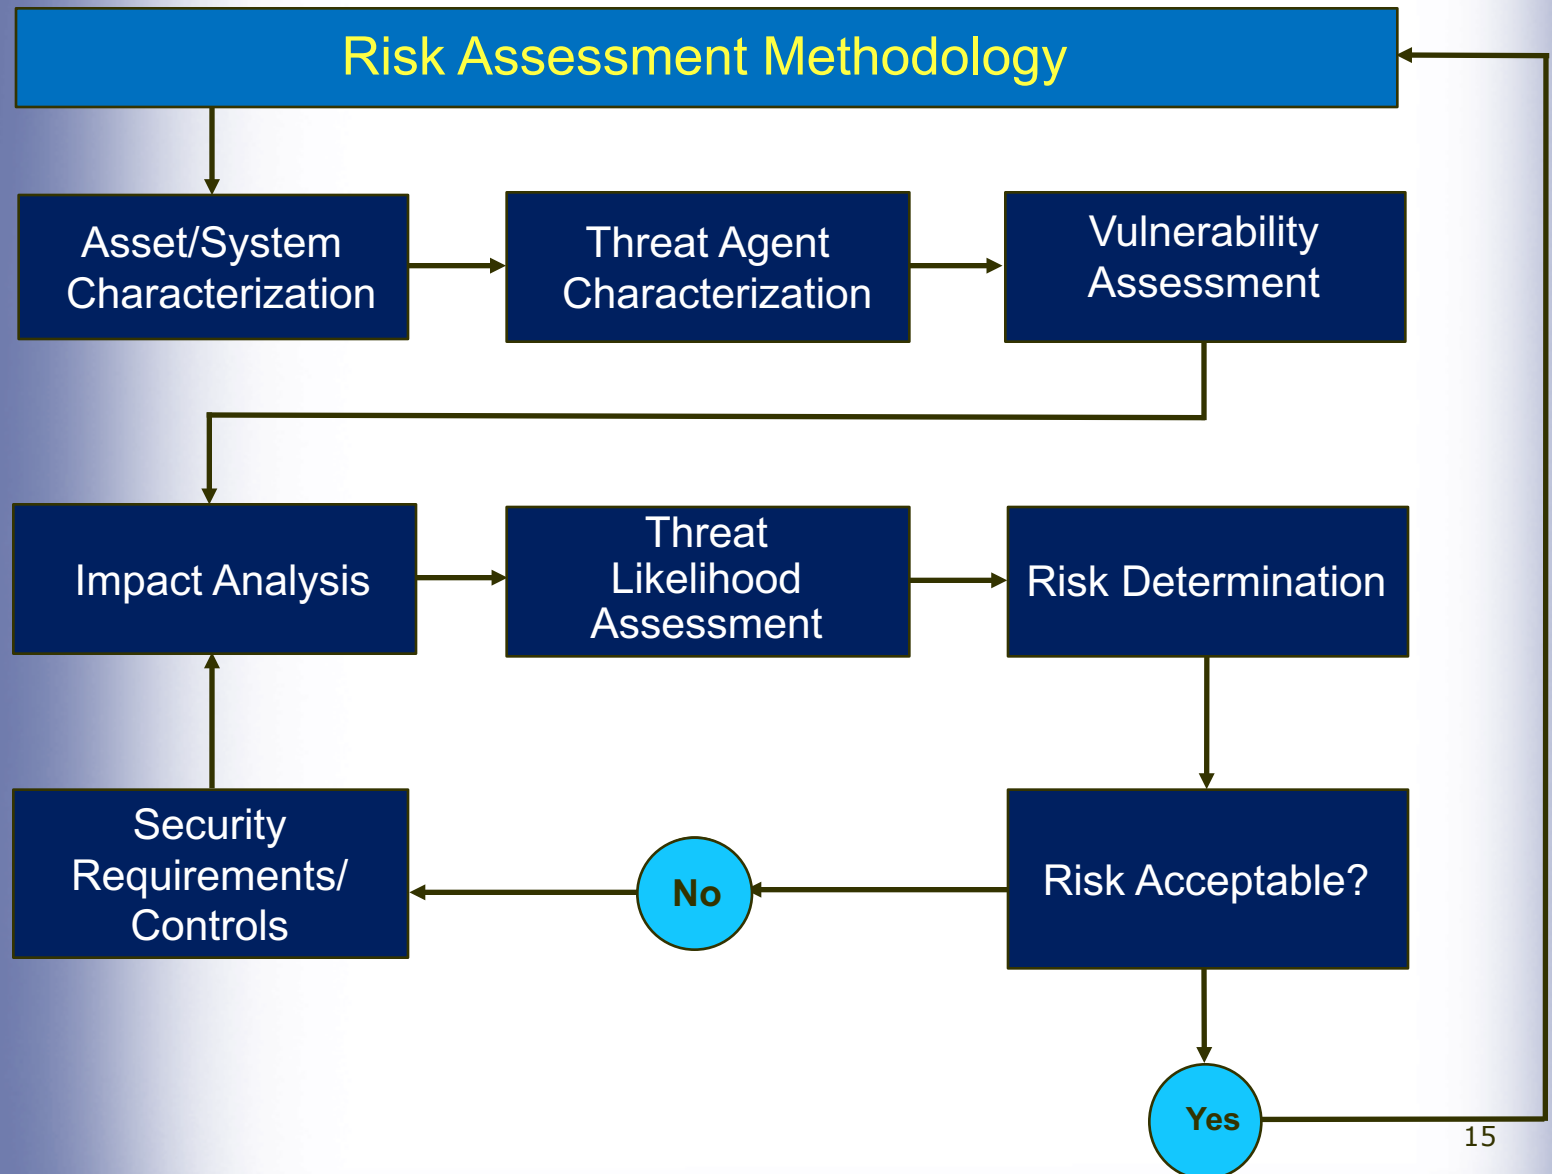 Risk Assessment Methodology
Asset/System
Characterization
Threat Agent
Characterization
Vulnerability
Assessment
Impact Analysis
Threat
Likelihood
Assessment
Risk Determination
Security
Requirements/
Controls
No
Risk Acceptable?
Yes
15